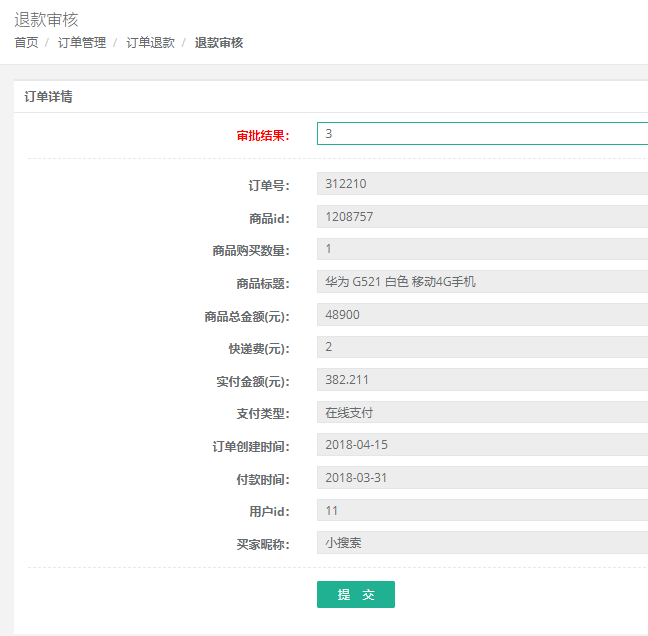 退款审核
首页 / 订单管理 / 订单退款 / 退款审核
订单详情
审批结果: 3
订单号: 312210
商品id: 1208757
商品购买数量: 1
商品标题: 华为 G521 白色 移动4G手机
商品总金额(元): 48900
快递费(元): 2
实付金额(元): 382.211
支付类型: 在线支付
订单创建时间: 2018-04-15
付款时间: 2018-03-31
用户id: 11
买家昵称: 小搜索
提 交